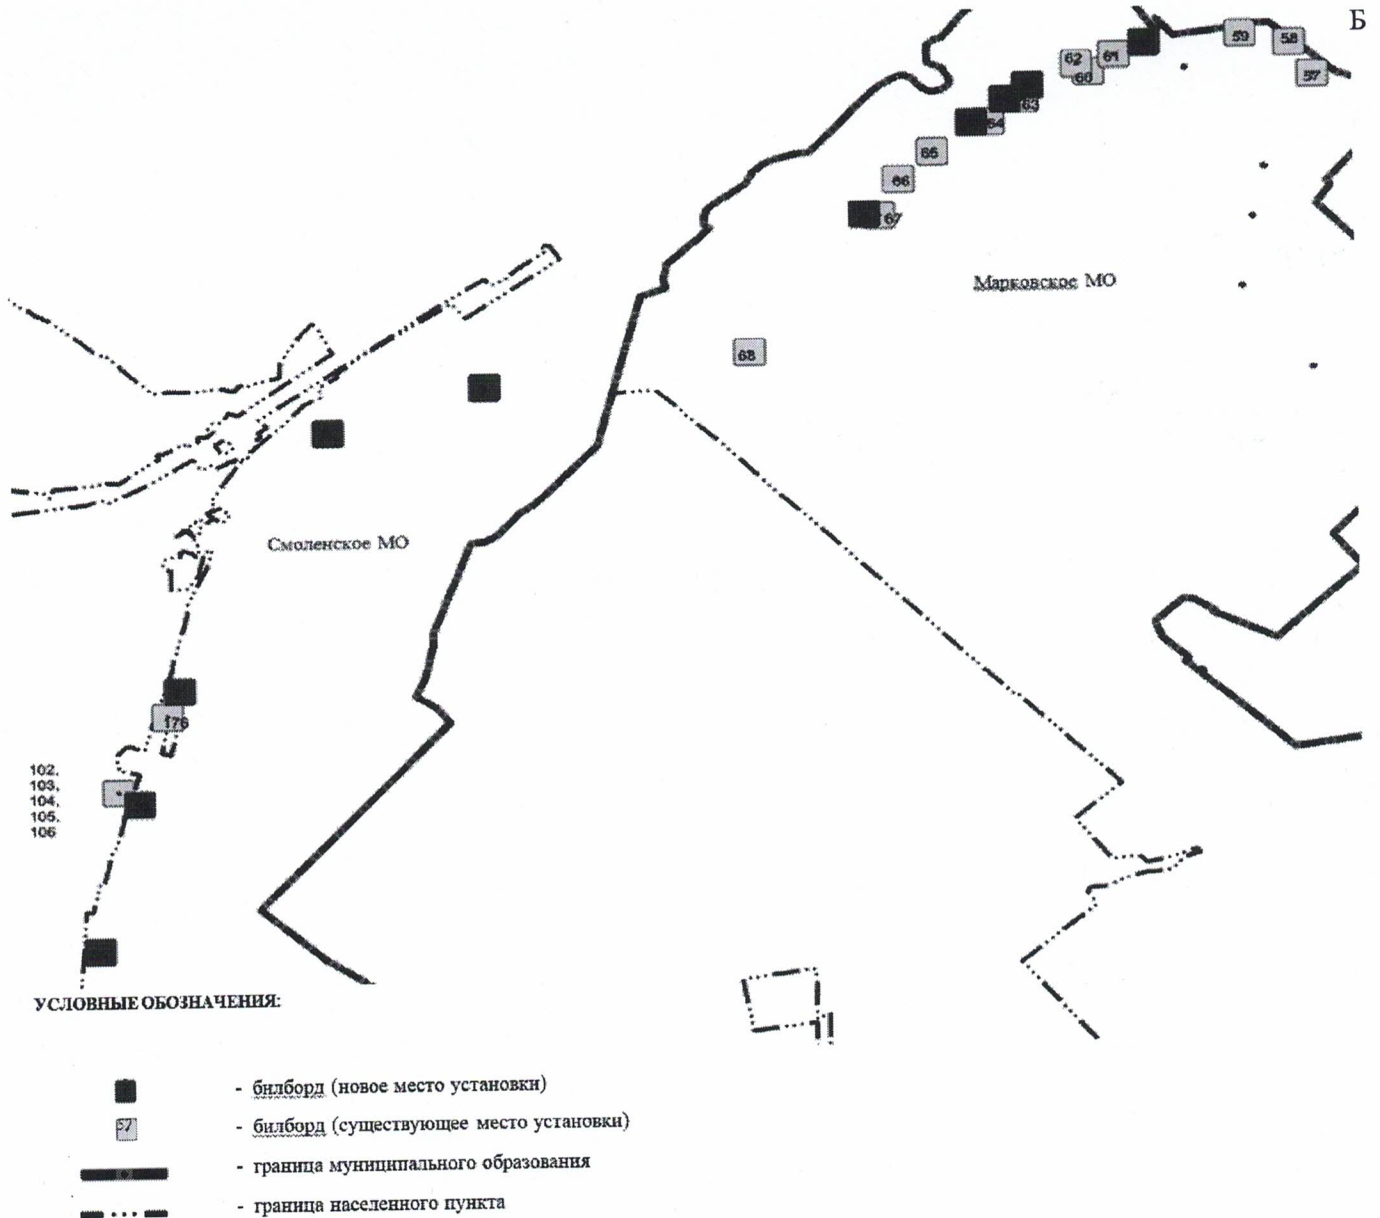 Б
59
58
62
61
60
57
63
64
65
66
67
Марковское МО
68
Смоленское МО
176
102,
103,
104,
105,
106
УСЛОВНЫЕ ОБОЗНАЧЕНИЯ:
- билборд (новое место установки)
57
- билборд (существующее место установки)
- граница муниципального образования
- граница населенного пункта